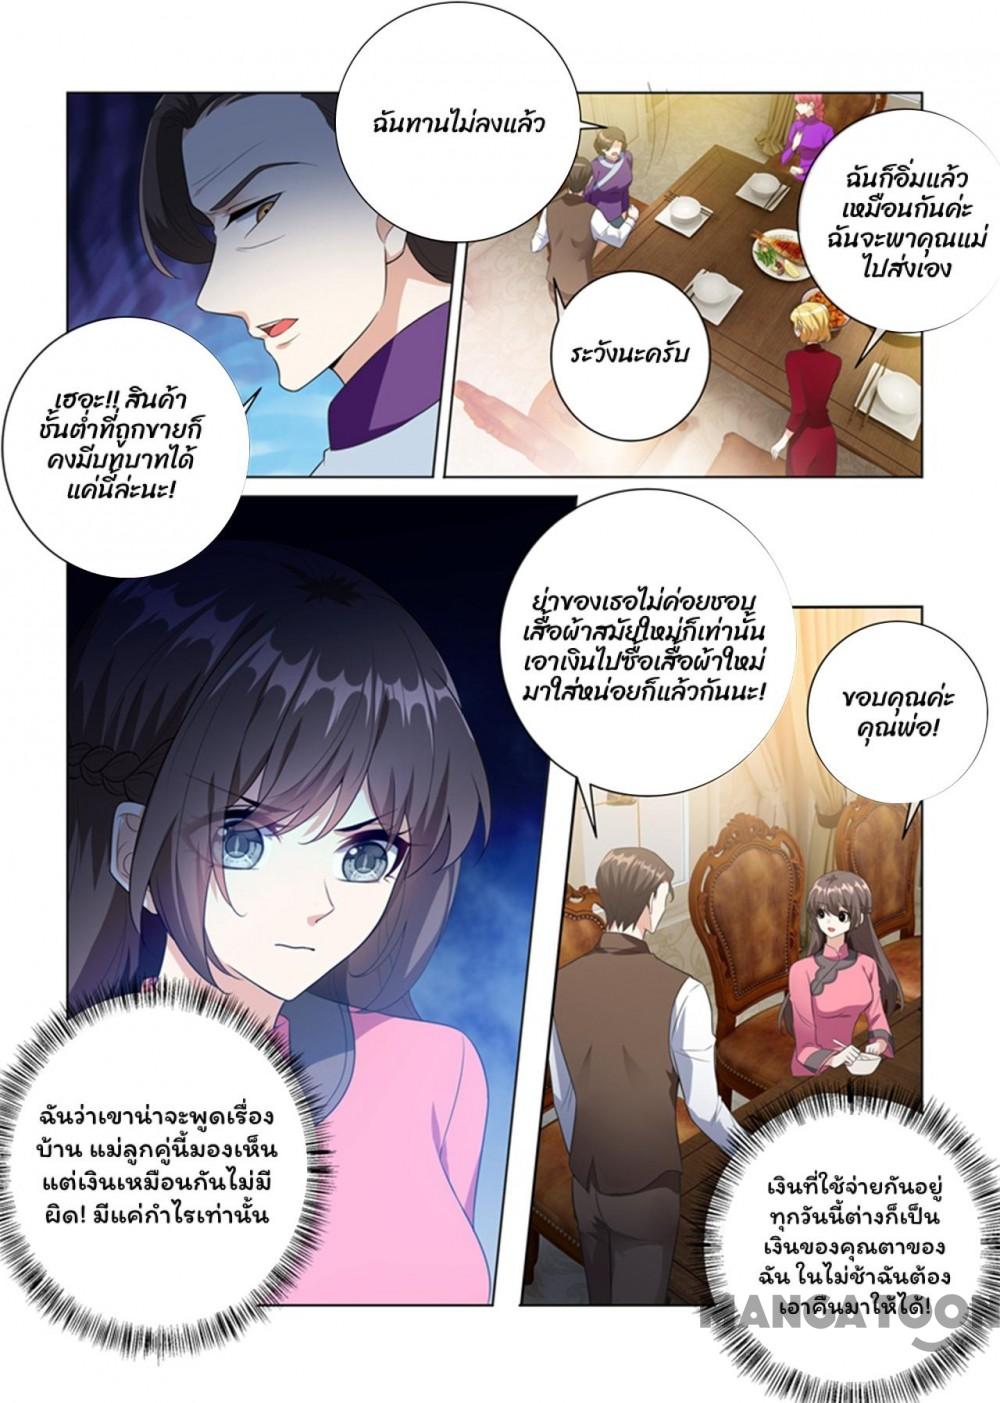 ฉันทานไม่ลงแล้ว
ฉันก็อิ่มแล้ว
เหมือนกันค่ะ
ฉันจะพาคุณแม่
ไปส่งเอง
ระวังนะครับ
เฮอะ!! สินค้า
ชั้นต่ำที่ถูกขายก็
คงมีบทบาทได้
แค่นี้ล่ะนะ!
ย่าของเธอไม่ค่อยชอบ
เสื้อผ้าสมัยใหม่ก็เท่านั้น
เอาเงินไปซื้อเสื้อผ้าใหม่
มาใส่หน่อยก็แล้วกันนะ!
ขอบคุณค่ะ
คุณพ่อ!
ฉันว่าเขาน่าจะพูดเรื่อง
บ้าน แม่ลูกคู่นี้มองเห็น
แต่เงินเหมือนกันไม่มี
ผิด! มีแค่กำไรเท่านั้น
เงินที่ใช้จ่ายกันอยู่
ทุกวันนี้ต่างก็เป็น
เงินของคุณตาของ
ฉัน ในไม่ช้าฉันต้อง
เอาคืนมาให้ได้!
MANGATOON